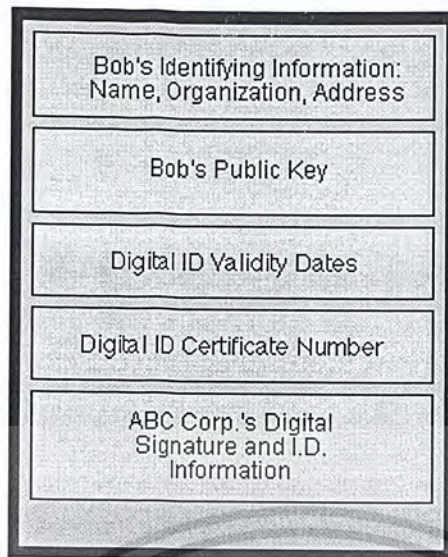 Bob's Identifying Information:
Name, Organization, Address
Bob's Public Key
Digital ID Validity Dates
Digital ID Certificate Number
ABC Corp.'s Digital
Signature and I.D.
Information